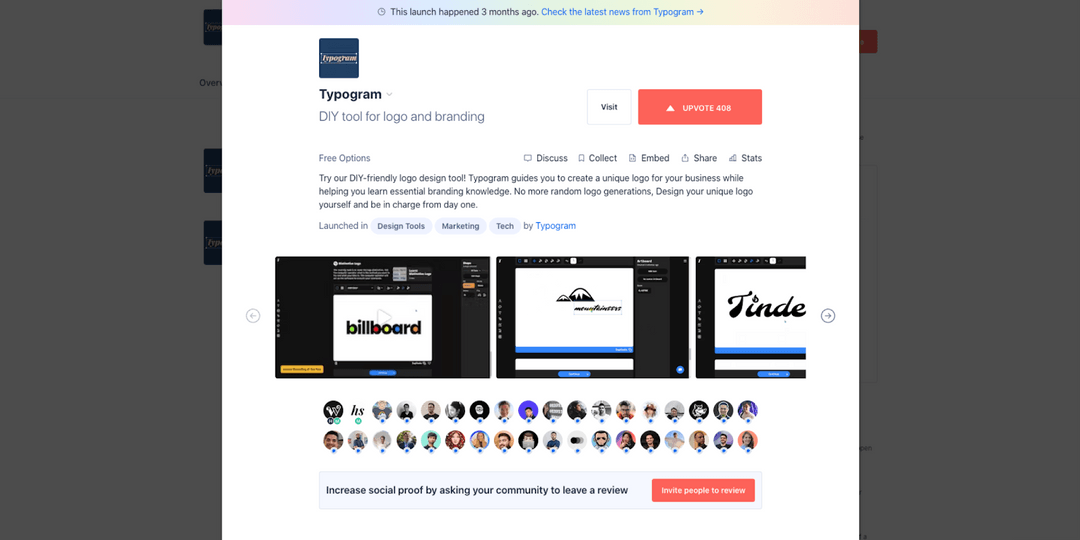 This launch happened 3 months ago. Check the latest news from Typogram →
Typogram
Typogram
DIY tool for logo and branding
Visit
UPVOTE 408
Free Options
Discuss
Collect
Embed
Share
Stats
Try our DIY-friendly logo design tool! Typogram guides you to create a unique logo for your business while
helping you learn essential branding knowledge. No more random logo generations, Design your unique logo
yourself and be in charge from day one.
Launched in Design Tools Marketing Tech by Typogram
billboard
Tinde
hs
Increase social proof by asking your community to leave a review
Invite people to review
Overv